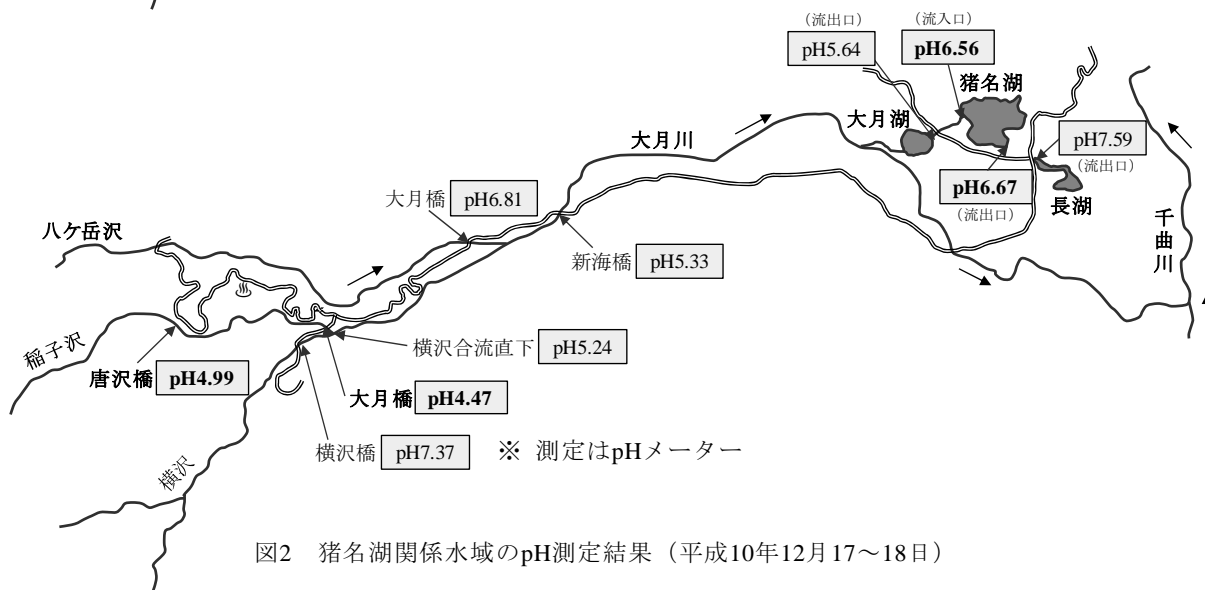 (流出口)
pH5.64
(流入口)
pH6.56
猪名湖
大月湖
pH7.59
(流出口)
pH6.67
(流出口)
長湖
千曲川
大月川
大月橋 pH6.81
新海橋 pH5.33
八ケ岳沢
稲子沢
唐沢橋 pH4.99
横沢合流直下 pH5.24
大月橋 pH4.47
横沢橋 pH7.37
※ 測定はpHメーター
横沢
図2 猪名湖関係水域のpH測定結果（平成10年12月17～18日）